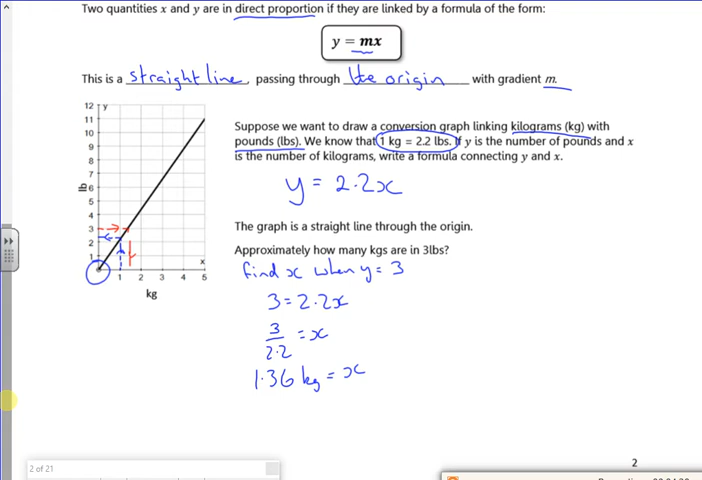 Two quantities x and y are in direct proportion if they are linked by a formula of the form:
y = mx
This is a straight line, passing through the origin with gradient m.
12 y
11
10
9
8
7
lb 6
5
4
3
2
1
x
1 2 3 4 5
kg
Suppose we want to draw a conversion graph linking kilograms (kg) with
pounds (lbs). We know that 1 kg = 2.2 lbs. If y is the number of pounds and x
is the number of kilograms, write a formula connecting y and x.
y = 2.2x
The graph is a straight line through the origin.
Approximately how many kgs are in 3lbs?
find x when y = 3
3 = 2.2x
3/2.2 = x
1.36 kg = x
2
2 of 21